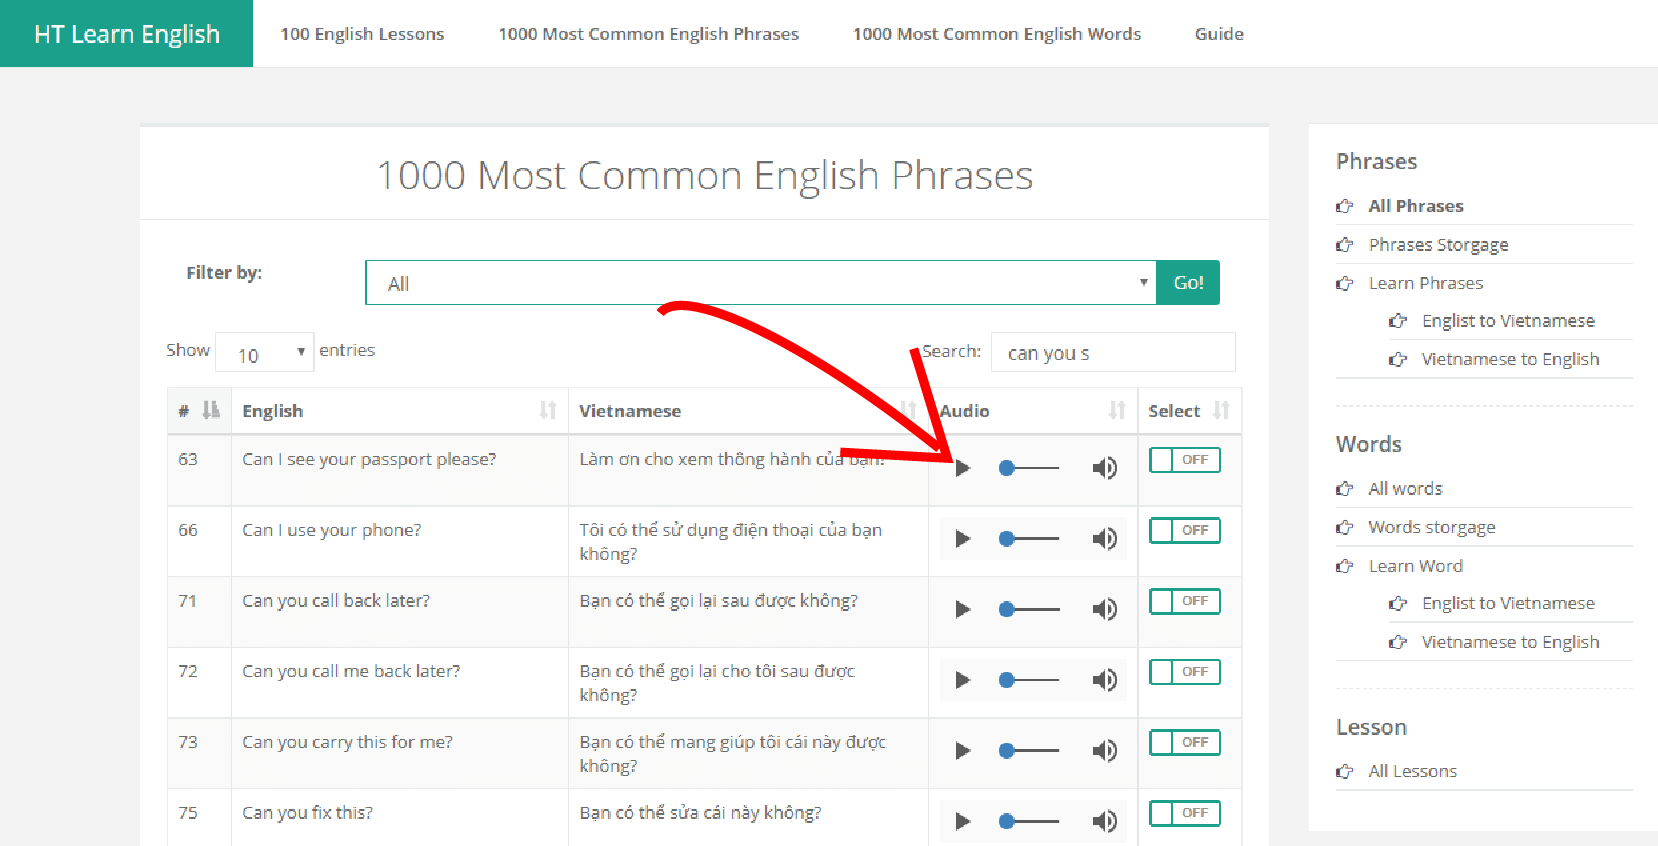 HT Learn English
100 English Lessons
1000 Most Common English Phrases
1000 Most Common English Words
Guide
1000 Most Common English Phrases
Filter by:
All
Go!
Show 10 entries
Search: can you s
# English Vietnamese Audio Select
63 Can I see your passport please? Làm ơn cho xem thông hành của bạn? OFF
66 Can I use your phone? Tôi có thể sử dụng điện thoại của bạn
không?
OFF
71 Can you call back later? Bạn có thể gọi lại sau được không? OFF
72 Can you call me back later? Bạn có thể gọi lại cho tôi sau được
không?
OFF
73 Can you carry this for me? Bạn có thể mang giúp tôi cái này được
không?
OFF
75 Can you fix this? Bạn có thể sửa cái này không? OFF
Phrases
All Phrases
Phrases Storgage
Learn Phrases
Englist to Vietnamese
Vietnamese to English
Words
All words
Words storgage
Learn Word
Englist to Vietnamese
Vietnamese to English
Lesson
All Lessons